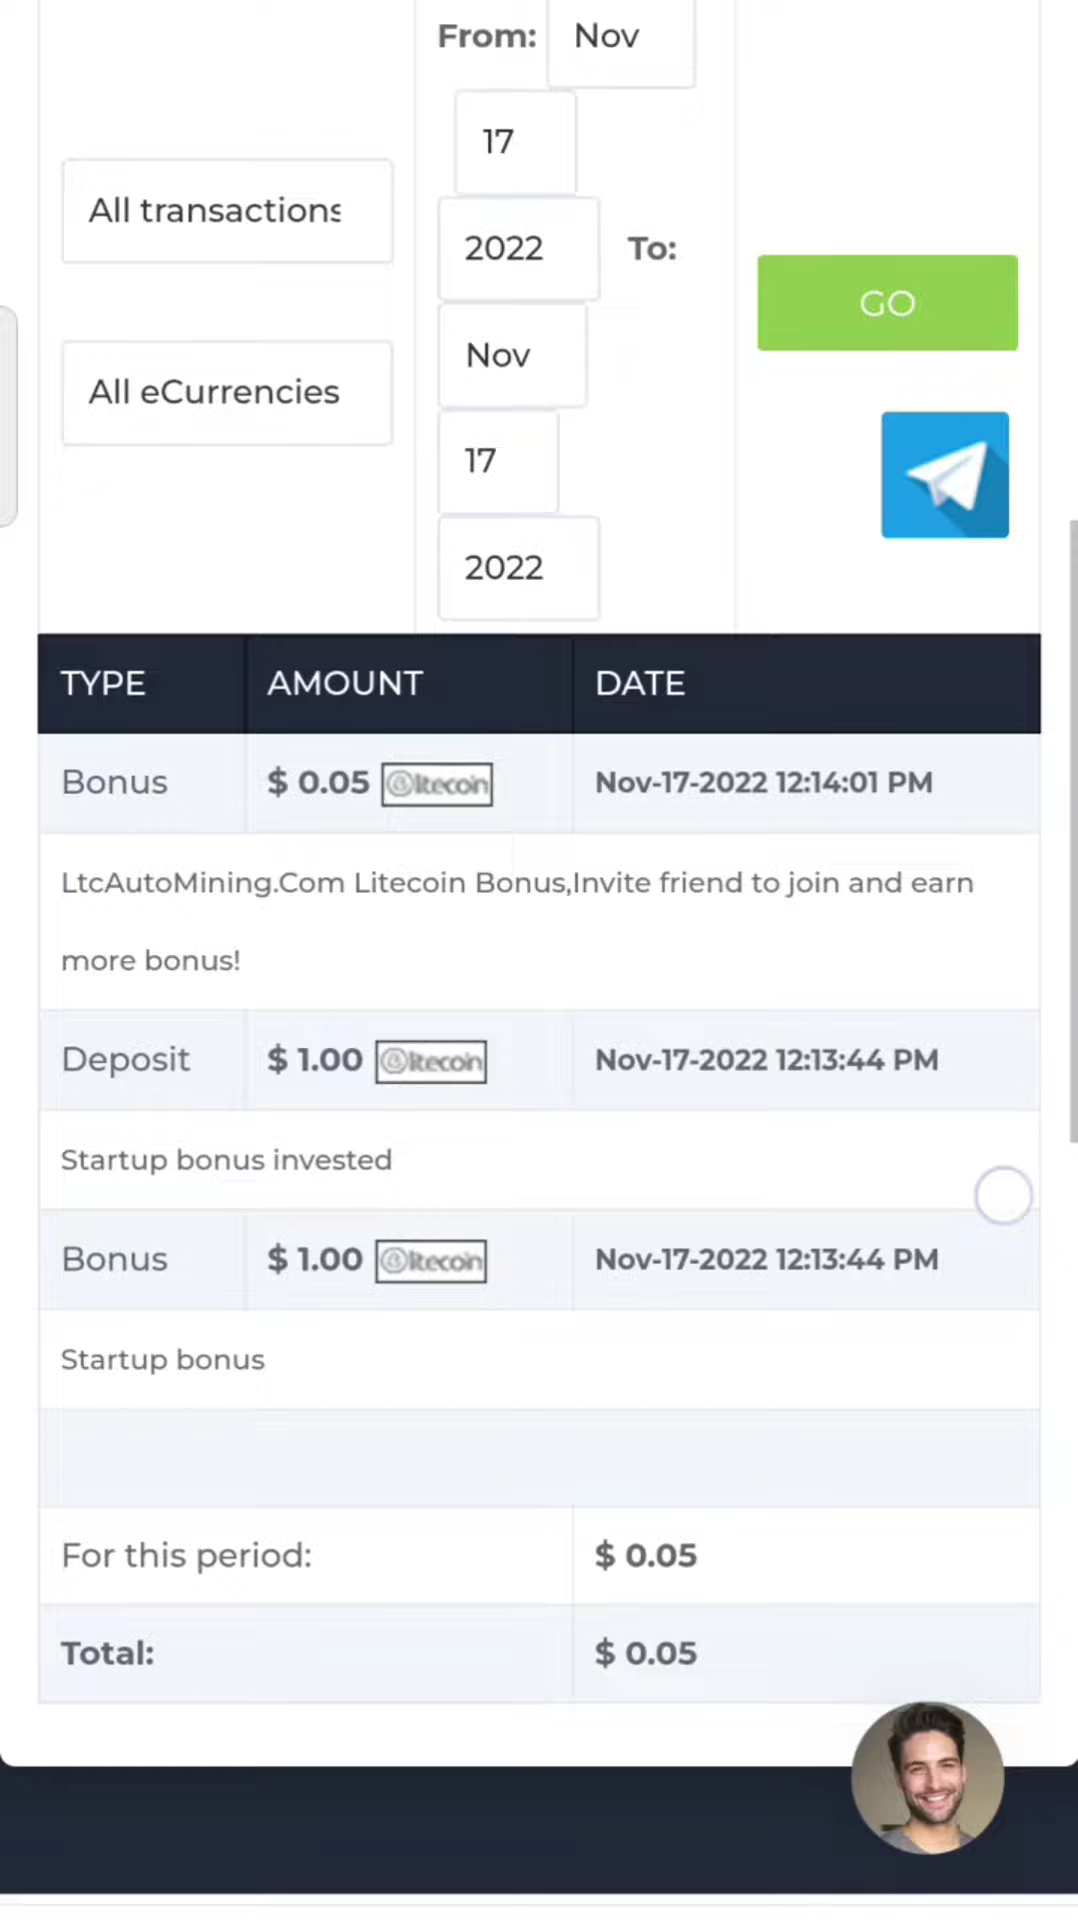 From: Nov
17
All transactions
2022 To:
GO
Nov
All eCurrencies
17
2022
TYPE AMOUNT DATE
Bonus $ 0.05 litecoin Nov-17-2022 12:14:01 PM
LtcAutoMining.Com Litecoin Bonus,Invite friend to join and earn
more bonus!
Deposit $ 1.00 litecoin Nov-17-2022 12:13:44 PM
Startup bonus invested
Bonus $ 1.00 litecoin Nov-17-2022 12:13:44 PM
Startup bonus
For this period: $ 0.05
Total: $ 0.05